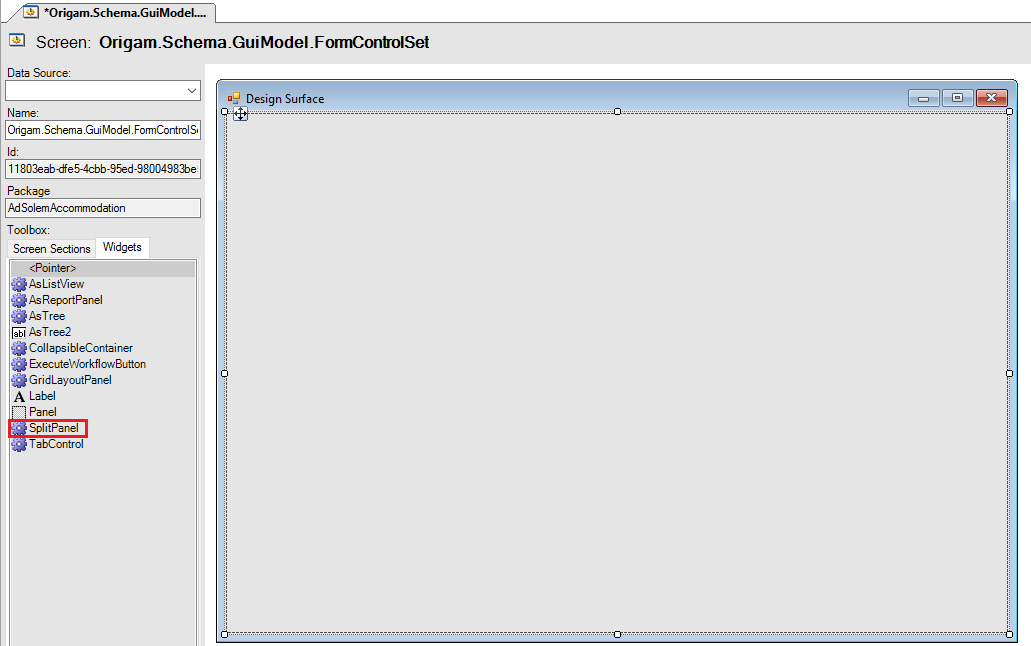 *Origam.Schema.GuiModel....
Screen: Origam.Schema.GuiModel.FormControlSet
Data Source:
Name:
Origam.Schema.GuiModel.FormControlS
Id:
11803eab-dfe5-4cbb-95ed-98004983be
Package
AdSolemAccommodation
Toolbox:
Screen Sections
Widgets
<Pointer>
AsListView
AsReportPanel
AsTree
abl AsTree2
CollapsibleContainer
ExecuteWorkflowButton
GridLayoutPanel
A Label
Panel
SplitPanel
TabControl
Design Surface